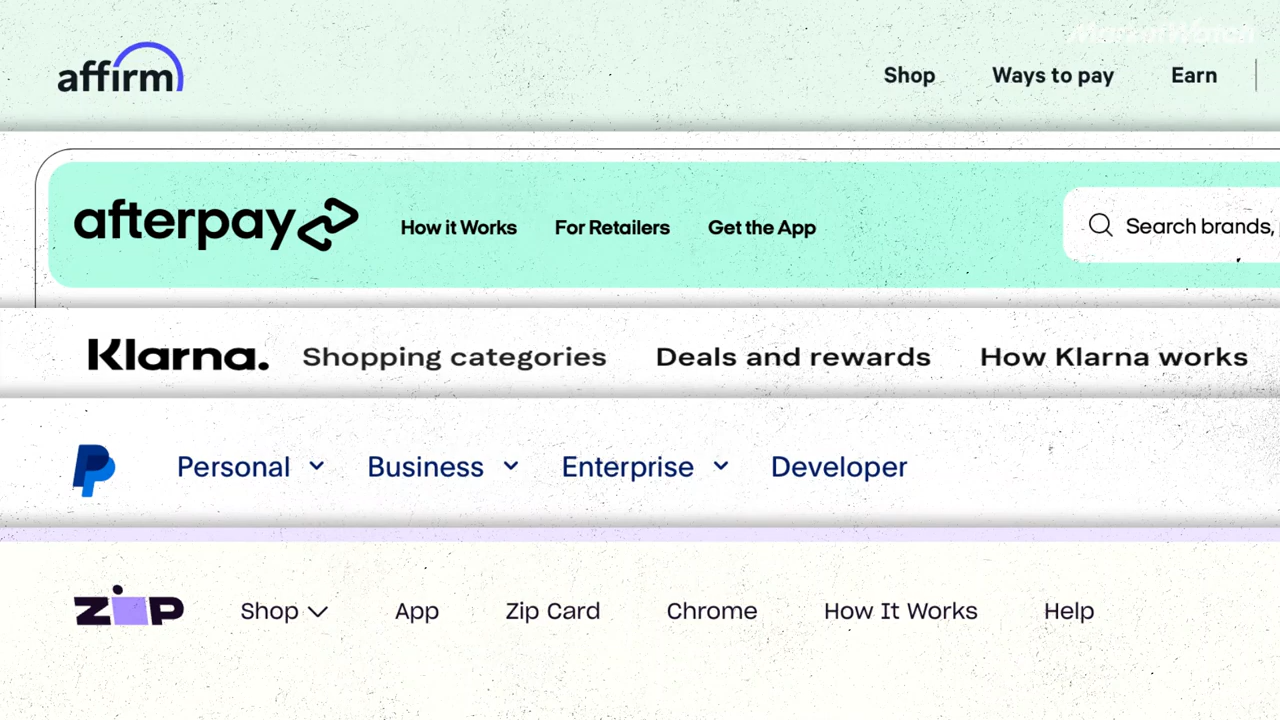 MarketWatch
affirm Shop Ways to pay Earn
afterpay How it Works For Retailers Get the App Search brands,
Klarna. Shopping categories Deals and rewards How Klarna works
Personal Business Enterprise Developer
ZIP Shop App Zip Card Chrome How It Works Help